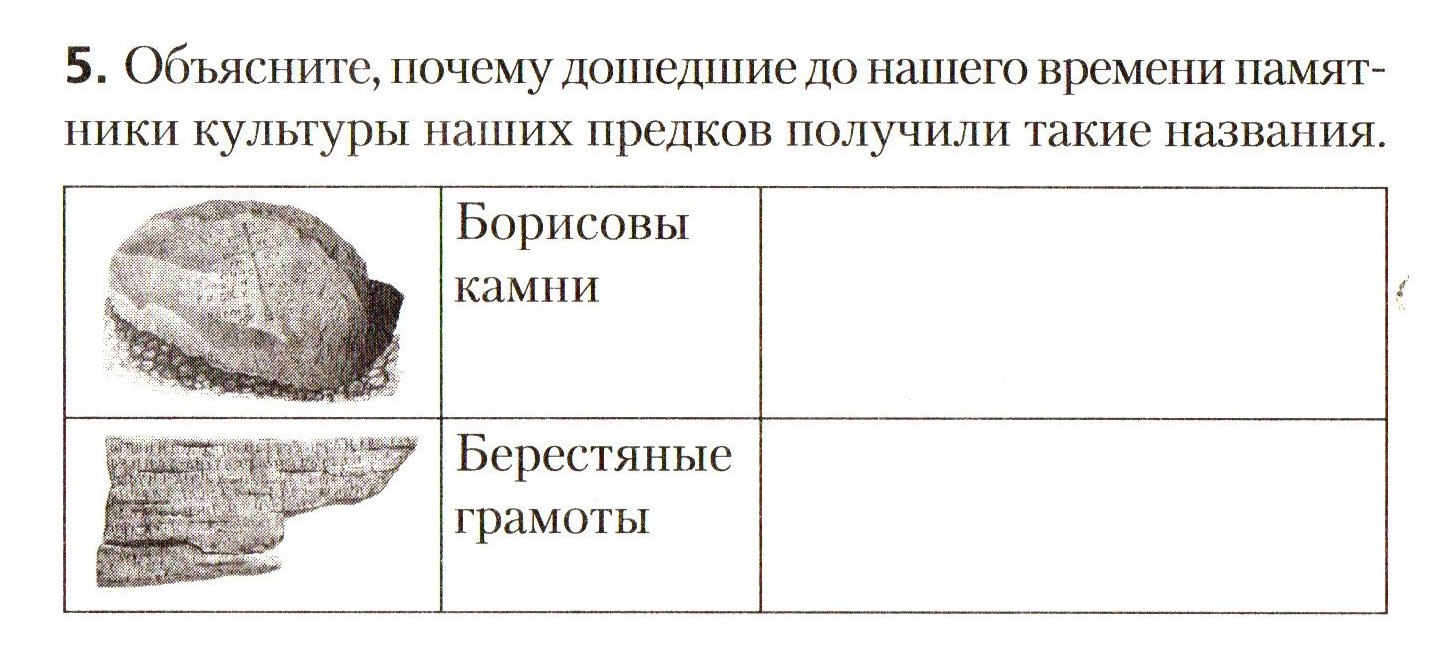 5. Объясните, почему дошедшие до нашего времени памят-
ники культуры наших предков получили такие названия.
Борисовы
камни
Берестяные
грамоты